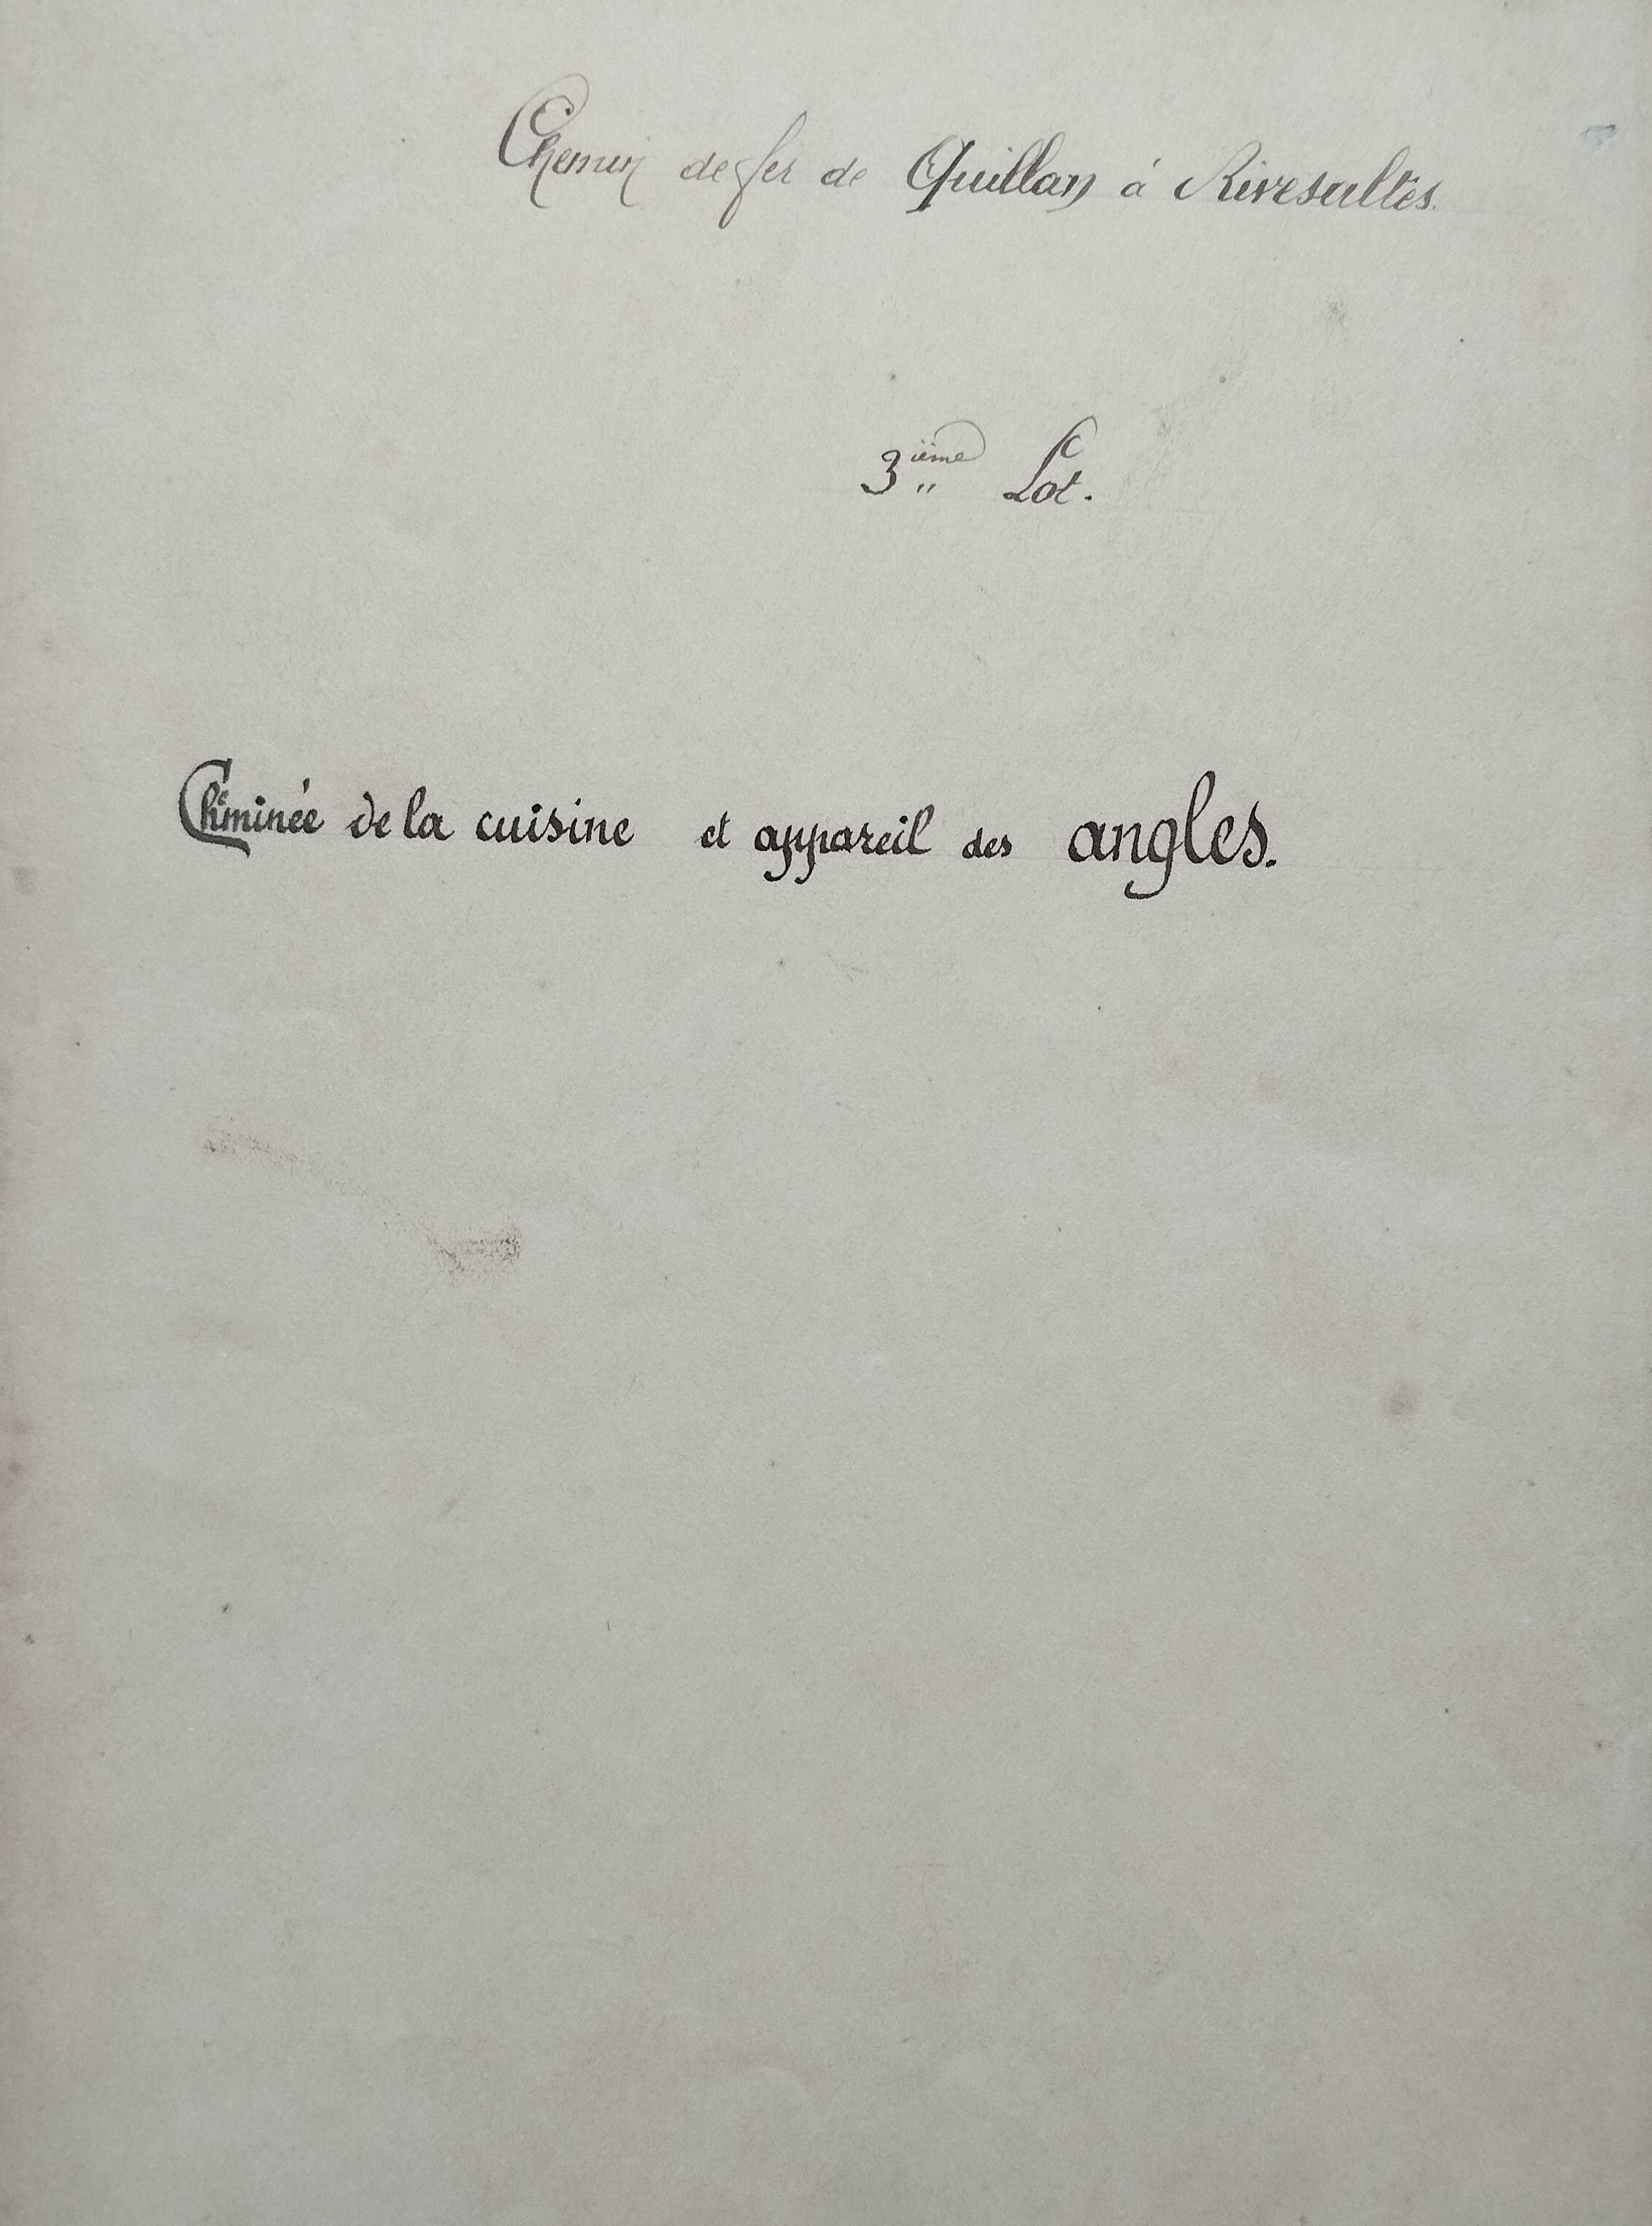 Chemin de fer de Quillan à Rivesaltes.
3ième Lot.
Cheminée de la cuisine et appareil des angles.